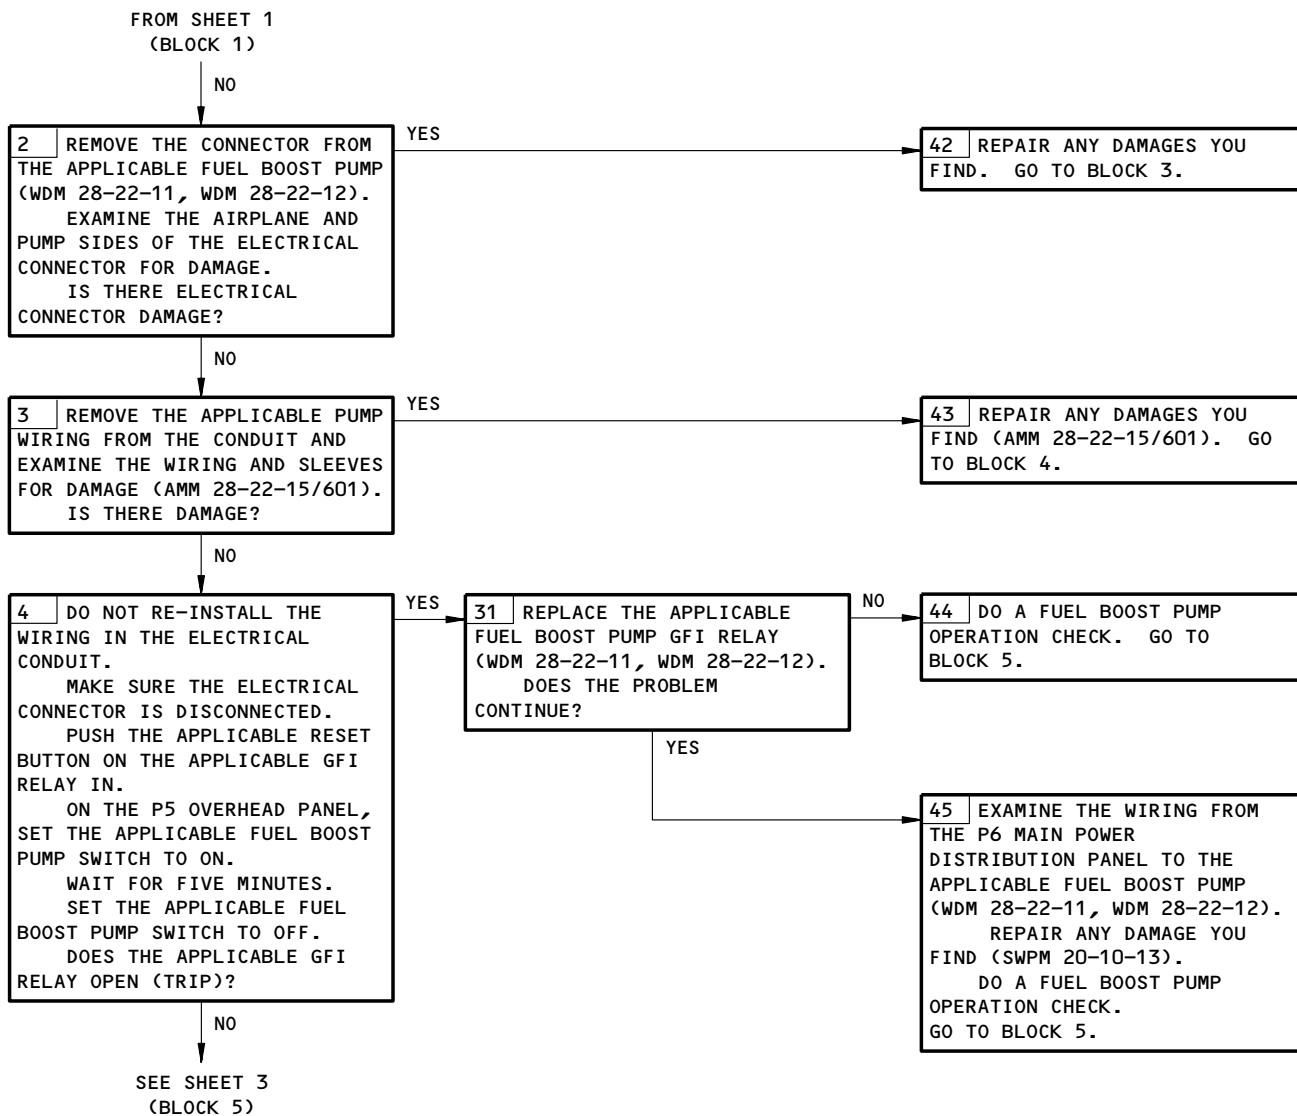 FROM SHEET 1
(BLOCK 1)
NO
2 REMOVE THE CONNECTOR FROM
THE APPLICABLE FUEL BOOST PUMP
(WDM 28-22-11, WDM 28-22-12).
EXAMINE THE AIRPLANE AND
PUMP SIDES OF THE ELECTRICAL
CONNECTOR FOR DAMAGE.
IS THERE ELECTRICAL
CONNECTOR DAMAGE?
YES
42 REPAIR ANY DAMAGES YOU
FIND. GO TO BLOCK 3.
NO
3 REMOVE THE APPLICABLE PUMP
WIRING FROM THE CONDUIT AND
EXAMINE THE WIRING AND SLEEVES
FOR DAMAGE (AMM 28-22-15/601).
IS THERE DAMAGE?
YES
43 REPAIR ANY DAMAGES YOU
FIND (AMM 28-22-15/601). GO
TO BLOCK 4.
NO
4 DO NOT RE-INSTALL THE
WIRING IN THE ELECTRICAL
CONDUIT.
MAKE SURE THE ELECTRICAL
CONNECTOR IS DISCONNECTED.
PUSH THE APPLICABLE RESET
BUTTON ON THE APPLICABLE GFI
RELAY IN.
ON THE P5 OVERHEAD PANEL,
SET THE APPLICABLE FUEL BOOST
PUMP SWITCH TO ON.
WAIT FOR FIVE MINUTES.
SET THE APPLICABLE FUEL
BOOST PUMP SWITCH TO OFF.
DOES THE APPLICABLE GFI
RELAY OPEN (TRIP)?
YES
31 REPLACE THE APPLICABLE
FUEL BOOST PUMP GFI RELAY
(WDM 28-22-11, WDM 28-22-12).
DOES THE PROBLEM
CONTINUE?
NO
44 DO A FUEL BOOST PUMP
OPERATION CHECK. GO TO
BLOCK 5.
YES
45 EXAMINE THE WIRING FROM
THE P6 MAIN POWER
DISTRIBUTION PANEL TO THE
APPLICABLE FUEL BOOST PUMP
(WDM 28-22-11, WDM 28-22-12).
REPAIR ANY DAMAGE YOU
FIND (SWPM 20-10-13).
DO A FUEL BOOST PUMP
OPERATION CHECK.
GO TO BLOCK 5.
NO
SEE SHEET 3
(BLOCK 5)